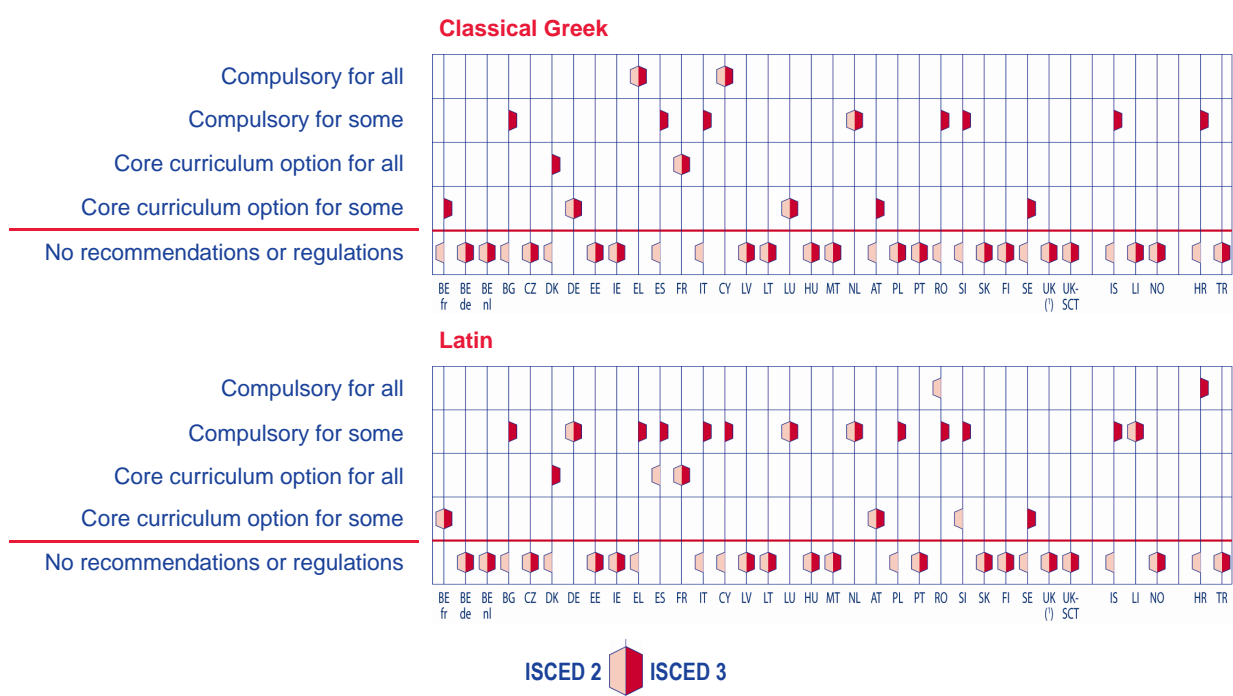 Classical Greek
Compulsory for all
Compulsory for some
Core curriculum option for all
Core curriculum option for some
No recommendations or regulations
BE fr BE de BE nl BG CZ DK DE EE IE EL ES FR IT CY LV LT LU HU MT NL AT PL PT RO SI SK FI SE UK (¹) UK-SCT IS LI NO HR TR
Latin
Compulsory for all
Compulsory for some
Core curriculum option for all
Core curriculum option for some
No recommendations or regulations
BE fr BE de BE nl BG CZ DK DE EE IE EL ES FR IT CY LV LT LU HU MT NL AT PL PT RO SI SK FI SE UK (¹) UK-SCT IS LI NO HR TR
ISCED 2 ISCED 3